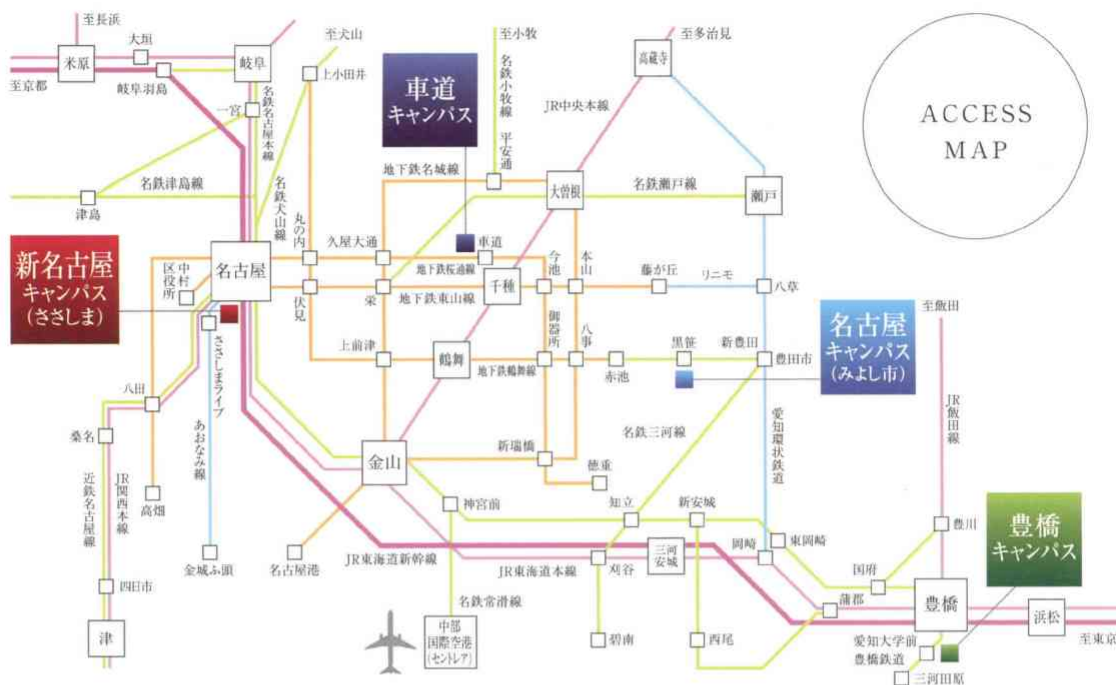 至長浜
大垣
米原
岐阜
至京都
岐阜羽島
至犬山
上小田井
一宮
名鉄名古屋本線
名鉄津島線
津島
名鉄犬山線
車道
キャンパス
至小牧
名鉄小牧線
平安通
至多治見
高蔵寺
JR中央本線
ACCESS
MAP
地下鉄名城線
大曽根
名鉄瀬戸線
瀬戸
新名古屋
キャンパス
(ささしま)
中村
区役所
名古屋
丸の内
久屋大通
車道
地下鉄桜通線
今池
本山
藤が丘
リニモ
八草
伏見
栄
地下鉄東山線
千種
ささしまライブ
上前津
鶴舞
地下鉄鶴舞線
御器所
八事
赤池
黒笹
新豊田
豊田市
名古屋
キャンパス
(みよし市)
至飯田
JR飯田線
八田
桑名
近鉄名古屋線
JR関西本線
高畑
あおなみ線
金城ふ頭
四日市
津
金山
名古屋港
新瑞橋
徳重
名鉄三河線
愛知環状鉄道
神宮前
知立
新安城
東岡崎
岡崎
JR東海道新幹線
JR東海道本線
刈谷
三河
安城
名鉄常滑線
中部
国際空港
(セントレア)
碧南
西尾
蒲郡
国府
豊川
豊橋
キャンパス
豊橋
浜松
至東京
愛知大学前
豊橋鉄道
三河田原